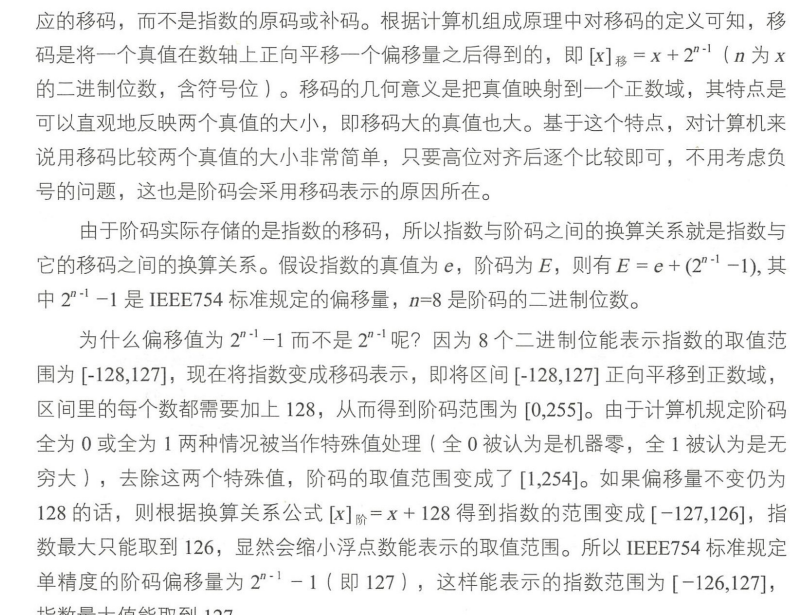 应的移码，而不是指数的原码或补码。根据计算机组成原理中对移码的定义可知，移
码是将一个真值在数轴上正向平移一个偏移量之后得到的，即 [x]移 = x + 2ⁿ⁻¹（n 为 x
的二进制位数，含符号位）。移码的几何意义是把真值映射到一个正数域，其特点是
可以直观地反映两个真值的大小，即移码大的真值也大。基于这个特点，对计算机来
说用移码比较两个真值的大小非常简单，只要高位对齐后逐个比较即可，不用考虑负
号的问题，这也是阶码会采用移码表示的原因所在。
由于阶码实际存储的是指数的移码，所以指数与阶码之间的换算关系就是指数与
它的移码之间的换算关系。假设指数的真值为 e，阶码为 E，则有 E = e + (2ⁿ⁻¹ −1), 其
中 2ⁿ⁻¹ −1 是 IEEE754 标准规定的偏移量，n=8 是阶码的二进制位数。
为什么偏移值为 2ⁿ⁻¹−1 而不是 2ⁿ⁻¹ 呢？因为 8 个二进制位能表示指数的取值范
围为 [-128,127]，现在将指数变成移码表示，即将区间 [-128,127] 正向平移到正数域，
区间里的每个数都需要加上 128，从而得到阶码范围为 [0,255]。由于计算机规定阶码
全为 0 或全为 1 两种情况被当作特殊值处理（全 0 被认为是机器零，全 1 被认为是无
穷大），去除这两个特殊值，阶码的取值范围变成了 [1,254]。如果偏移量不变仍为
128 的话，则根据换算关系公式 [x]阶 = x + 128 得到指数的范围变成 [−127,126]，指
数最大只能取到 126，显然会缩小浮点数能表示的取值范围。所以 IEEE754 标准规定
单精度的阶码偏移量为 2ⁿ⁻¹ − 1（即 127），这样能表示的指数范围为 [−126,127]，
指数最大值能取到 127